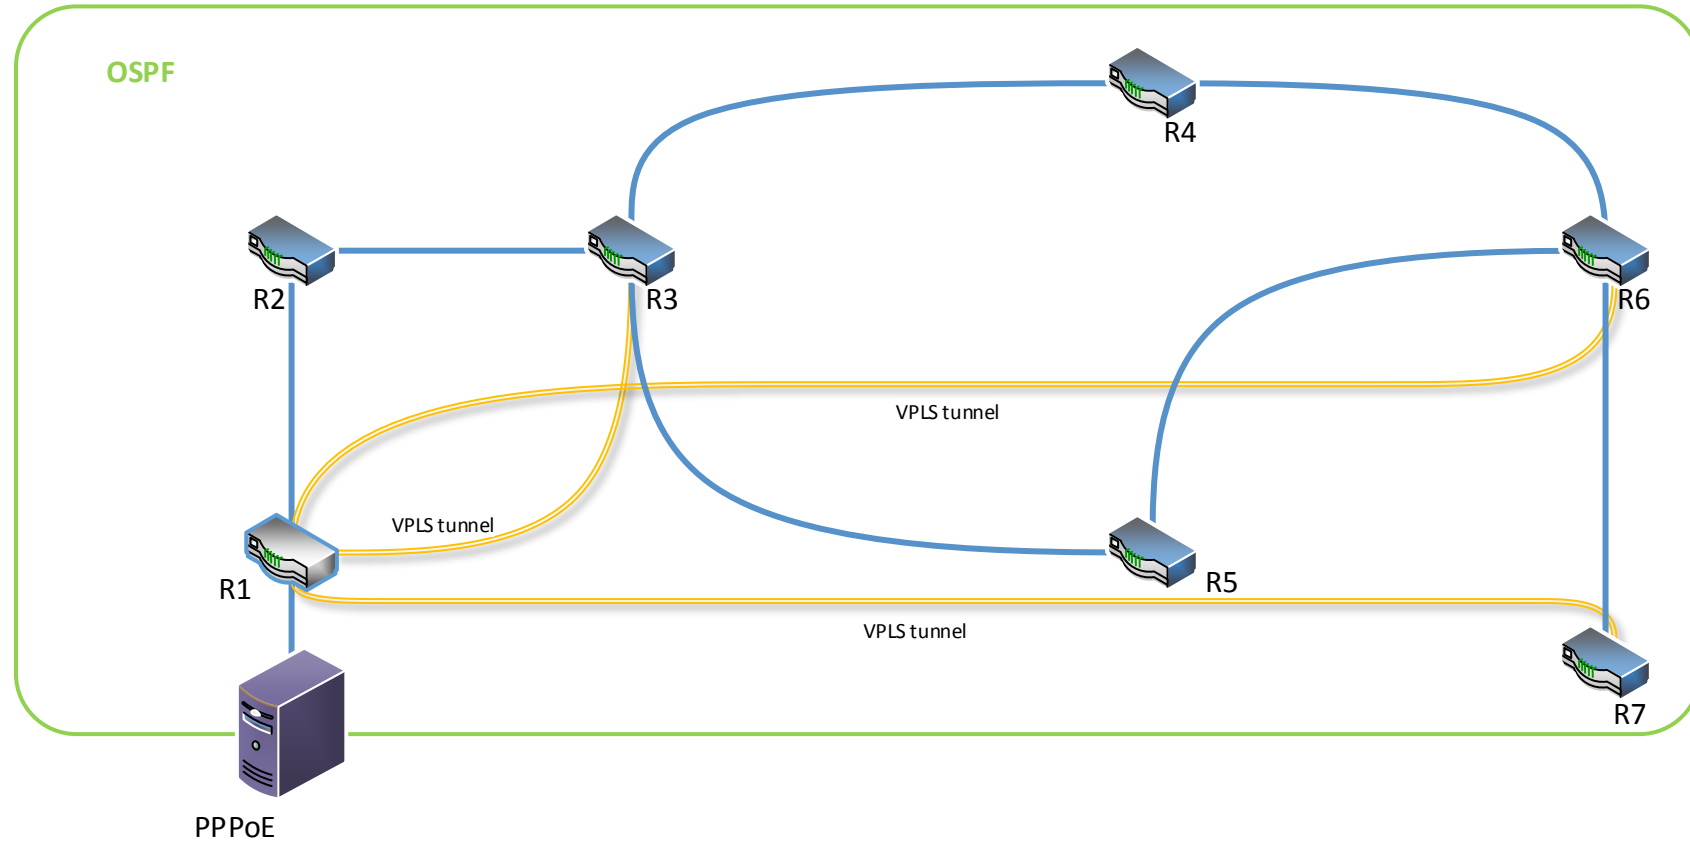 OSPF
R4
R2
R3
R6
VPLS tunnel
VPLS tunnel
R1
R5
VPLS tunnel
R7
PPPoE